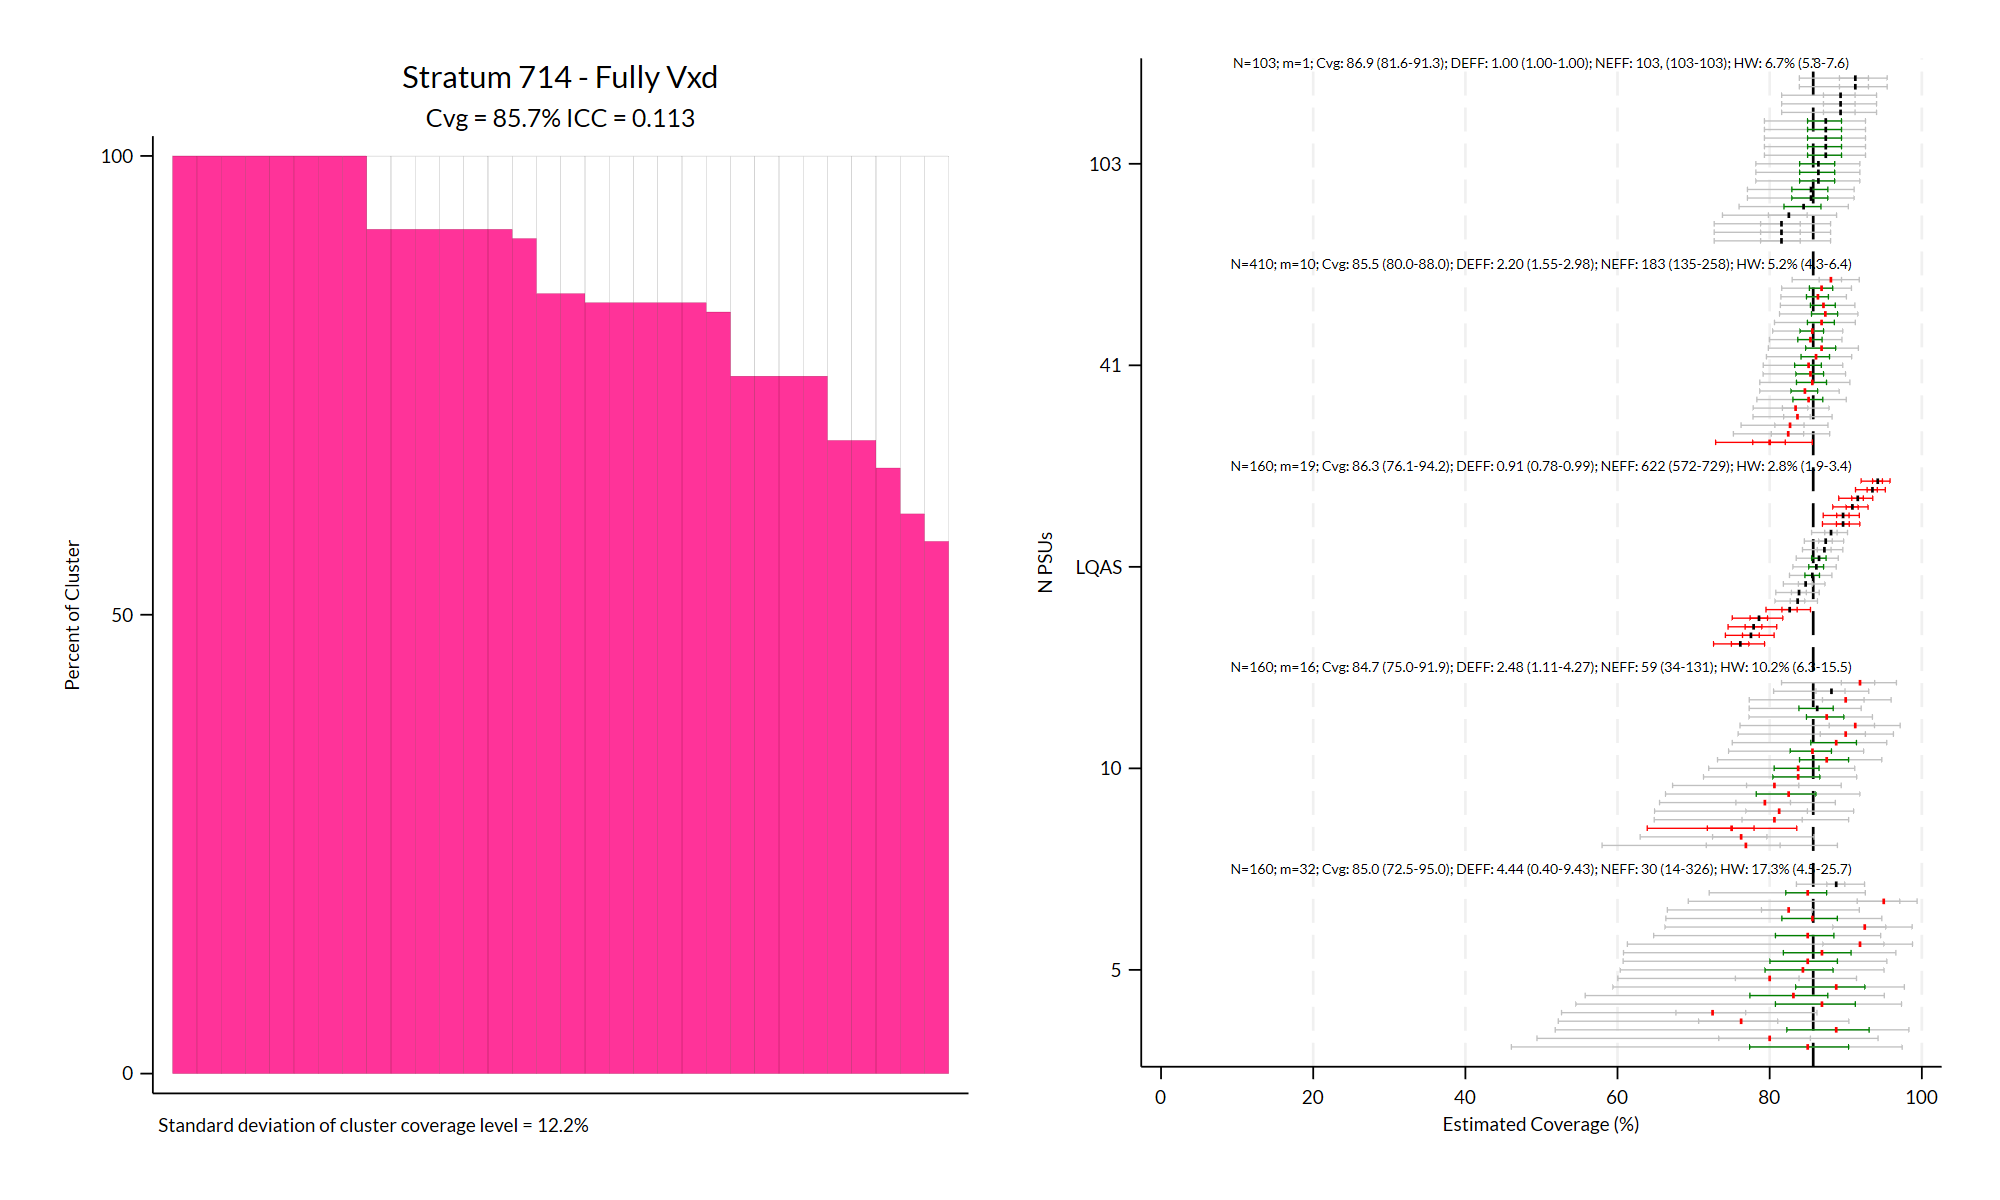 Stratum 714 - Fully Vxd
Cvg = 85.7% ICC = 0.113
100
50
0
Percent of Cluster
Standard deviation of cluster coverage level = 12.2%
N=103; m=1; Cvg: 86.9 (81.6-91.3); DEFF: 1.00 (1.00-1.00); NEFF: 103, (103-103); HW: 6.7% (5.8-7.6)
103
N=410; m=10; Cvg: 85.5 (80.0-88.0); DEFF: 2.20 (1.55-2.98); NEFF: 183 (135-258); HW: 5.2% (4.3-6.4)
41
N=160; m=19; Cvg: 86.3 (76.1-94.2); DEFF: 0.91 (0.78-0.99); NEFF: 622 (572-729); HW: 2.8% (1.9-3.4)
LQAS
N=160; m=16; Cvg: 84.7 (75.0-91.9); DEFF: 2.48 (1.11-4.27); NEFF: 59 (34-131); HW: 10.2% (6.3-15.5)
10
N=160; m=32; Cvg: 85.0 (72.5-95.0); DEFF: 4.44 (0.40-9.43); NEFF: 30 (14-326); HW: 17.3% (4.5-25.7)
5
N PSUs
0 20 40 60 80 100
Estimated Coverage (%)